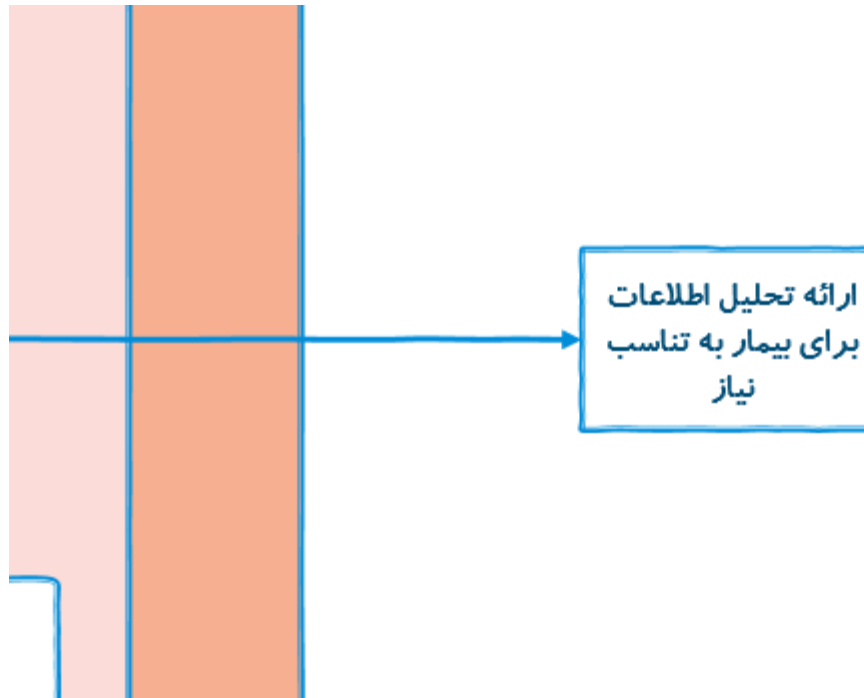 ارائه تحلیل اطلاعات
برای بیمار به تناسب
نیاز